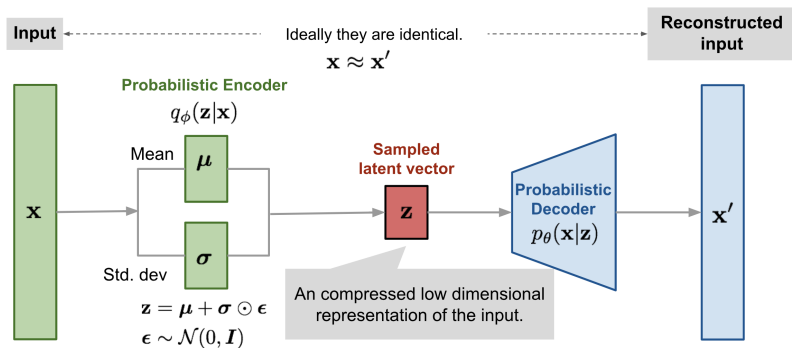 Input
Ideally they are identical.
x ≈ x′
Reconstructed
input
Probabilistic Encoder
qϕ(z|x)
Mean
μ
x
Std. dev
σ
z = μ + σ ⊙ ϵ
ϵ ∼ 𝒩(0, I)
Sampled
latent vector
z
An compressed low dimensional
representation of the input.
Probabilistic
Decoder
pθ(x|z)
x′